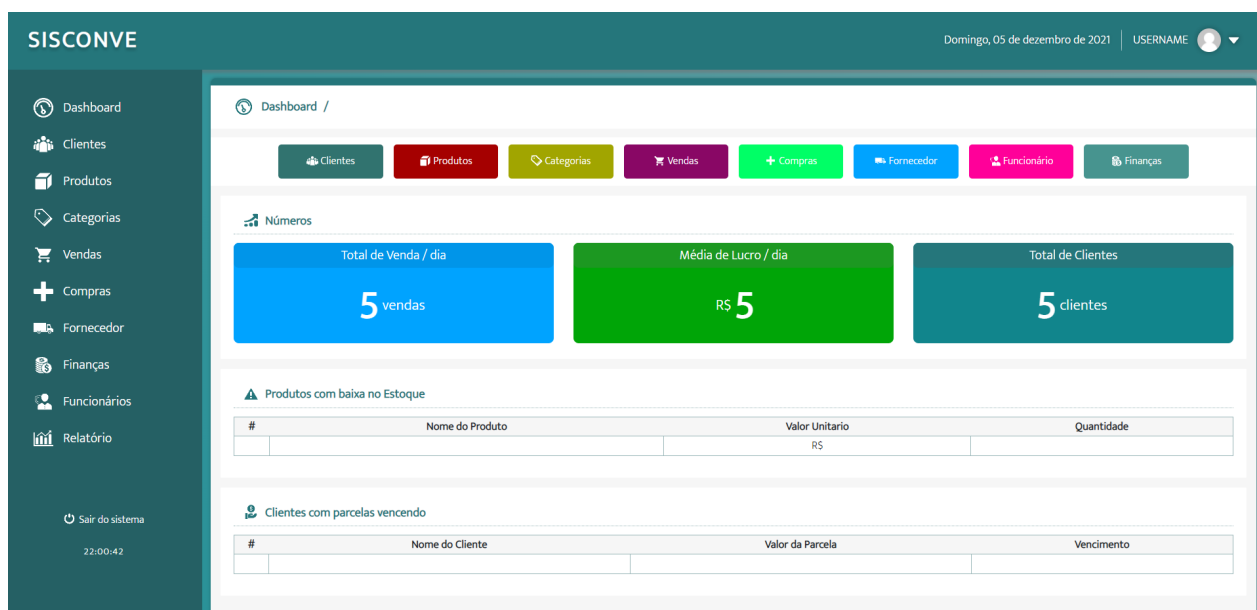 SISCONVE
Domingo, 05 de dezembro de 2021 | USERNAME
Dashboard
Clientes
Produtos
Categorias
Vendas
Compras
Fornecedor
Finanças
Funcionários
Relatório
Sair do sistema
22:00:42
Dashboard /
Clientes Produtos Categorias Vendas Compras Fornecedor Funcionário Finanças
Números
Total de Venda / dia
5 vendas
Média de Lucro / dia
R$ 5
Total de Clientes
5 clientes
Produtos com baixa no Estoque
# Nome do Produto Valor Unitario Quantidade
R$
Clientes com parcelas vencendo
# Nome do Cliente Valor da Parcela Vencimento